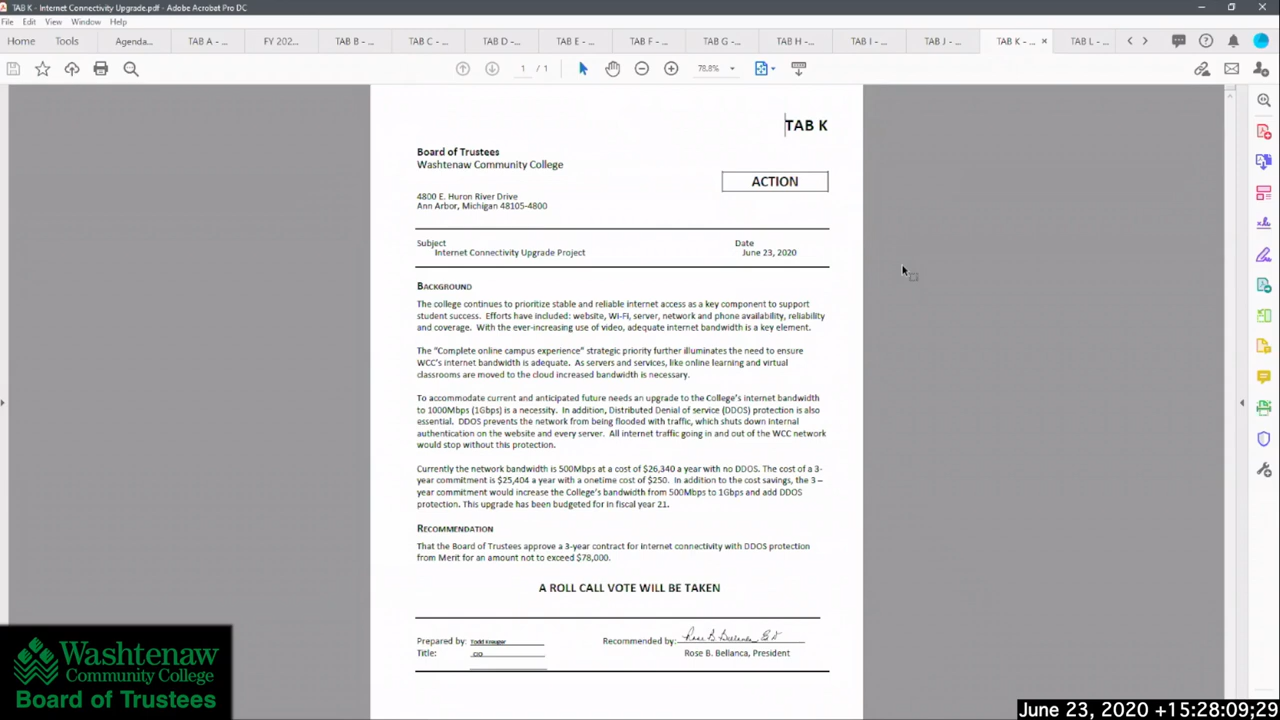 TAB K - Internet Connectivity Upgrade.pdf - Adobe Acrobat Pro DC
File Edit View Window Help
Home Tools Agenda... TAB A - ... FY 202... TAB B - ... TAB C - ... TAB D -... TAB E - ... TAB F - ... TAB G -... TAB H -... TAB I - ... TAB J - ... TAB K - ... × TAB L - ...
1 / 1 78.8%
TAB K
Board of Trustees
Washtenaw Community College
ACTION
4800 E. Huron River Drive
Ann Arbor, Michigan 48105-4800
Subject Date
Internet Connectivity Upgrade Project June 23, 2020
BACKGROUND
The college continues to prioritize stable and reliable internet access as a key component to support
student success. Efforts have included: website, Wi-Fi, server, network and phone availability, reliability
and coverage. With the ever-increasing use of video, adequate internet bandwidth is a key element.
The "Complete online campus experience" strategic priority further illuminates the need to ensure
WCC's internet bandwidth is adequate. As servers and services, like online learning and virtual
classrooms are moved to the cloud increased bandwidth is necessary.
To accommodate current and anticipated future needs an upgrade to the College's internet bandwidth
to 1000Mbps (1Gbps) is a necessity. In addition, Distributed Denial of service (DDOS) protection is also
essential. DDOS prevents the network from being flooded with traffic, which shuts down internal
authentication on the website and every server. All internet traffic going in and out of the WCC network
would stop without this protection.
Currently the network bandwidth is 500Mbps at a cost of $26,340 a year with no DDOS. The cost of a 3-
year commitment is $25,404 a year with a onetime cost of $250. In addition to the cost savings, the 3 –
year commitment would increase the College's bandwidth from 500Mbps to 1Gbps and add DDOS
protection. This upgrade has been budgeted for in fiscal year 21.
RECOMMENDATION
That the Board of Trustees approve a 3-year contract for internet connectivity with DDOS protection
from Merit for an amount not to exceed $78,000.
A ROLL CALL VOTE WILL BE TAKEN
Prepared by: Todd Kreuger Recommended by:
Title: CIO Rose B. Bellanca, President
Washtenaw
Community College
Board of Trustees
June 23, 2020 +15:28:09;29